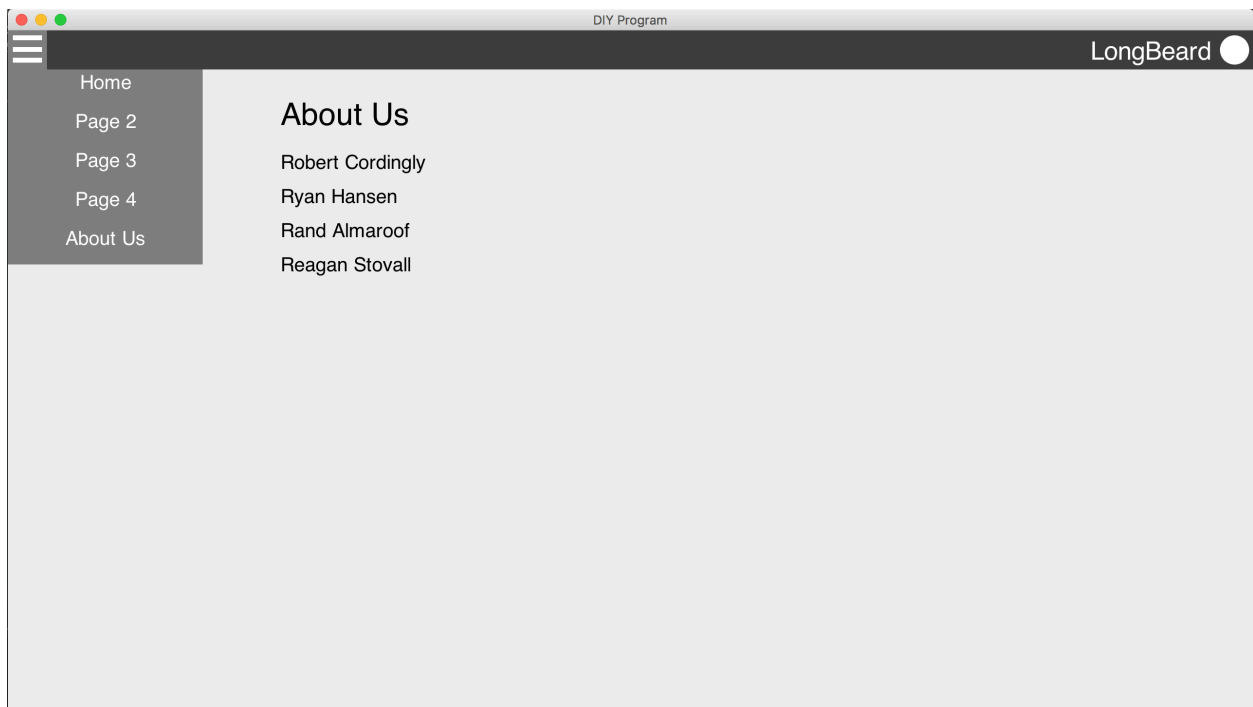 DIY Program
LongBeard
Home
Page 2
Page 3
Page 4
About Us
About Us
Robert Cordingly
Ryan Hansen
Rand Almaroof
Reagan Stovall